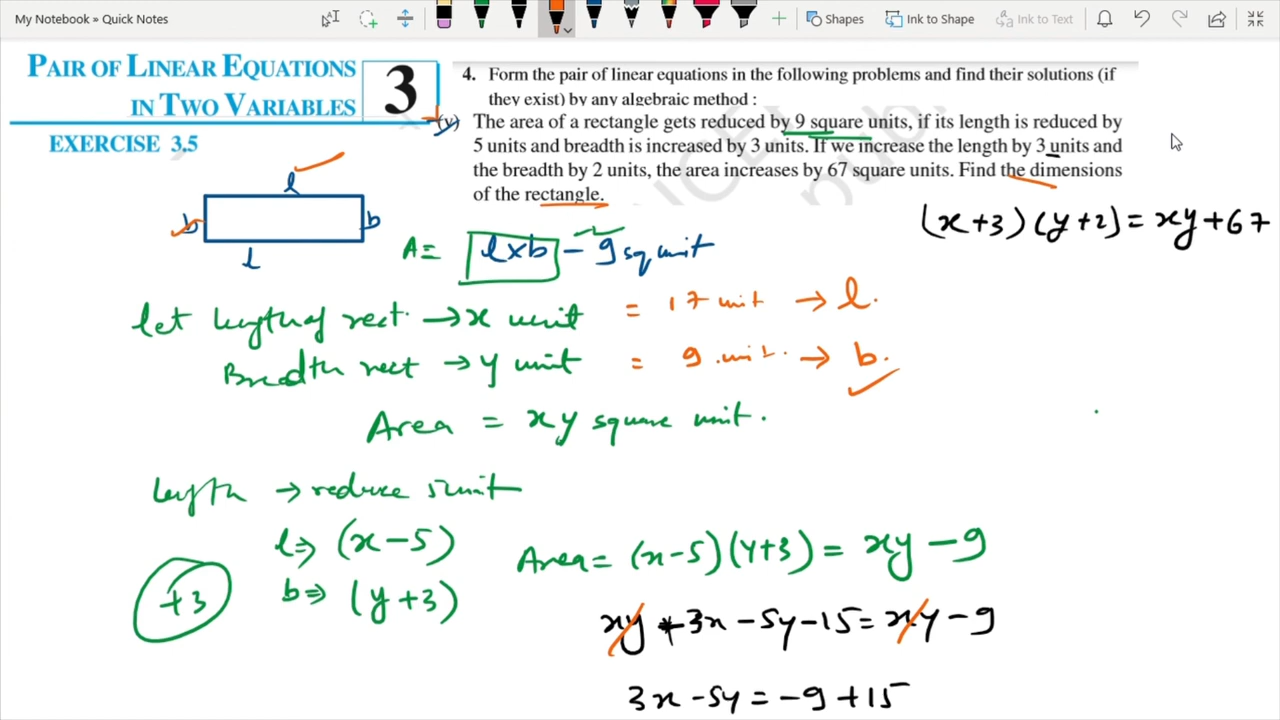 My Notebook » Quick Notes
Shapes
Ink to Shape
Ink to Text
PAIR OF LINEAR EQUATIONS
IN TWO VARIABLES
3
EXERCISE 3.5
4. Form the pair of linear equations in the following problems and find their solutions (if
they exist) by any algebraic method :
(v) The area of a rectangle gets reduced by 9 square units, if its length is reduced by
5 units and breadth is increased by 3 units. If we increase the length by 3 units and
the breadth by 2 units, the area increases by 67 square units. Find the dimensions
of the rectangle.
l
b
b
l
A= l×b - 9 sq unit
(x+3)(y+2)=xy+67
let length of rect. → x unit = 17 unit → l.
Breadth rect → y unit = 9 unit. → b.
Area = xy square unit.
length → reduce 5unit
l⇒ (x-5)
b⇒ (y+3)
+3
Area= (x-5)(y+3)= xy-9
xy+3x-5y-15=xy-9
3x-5y=-9+15